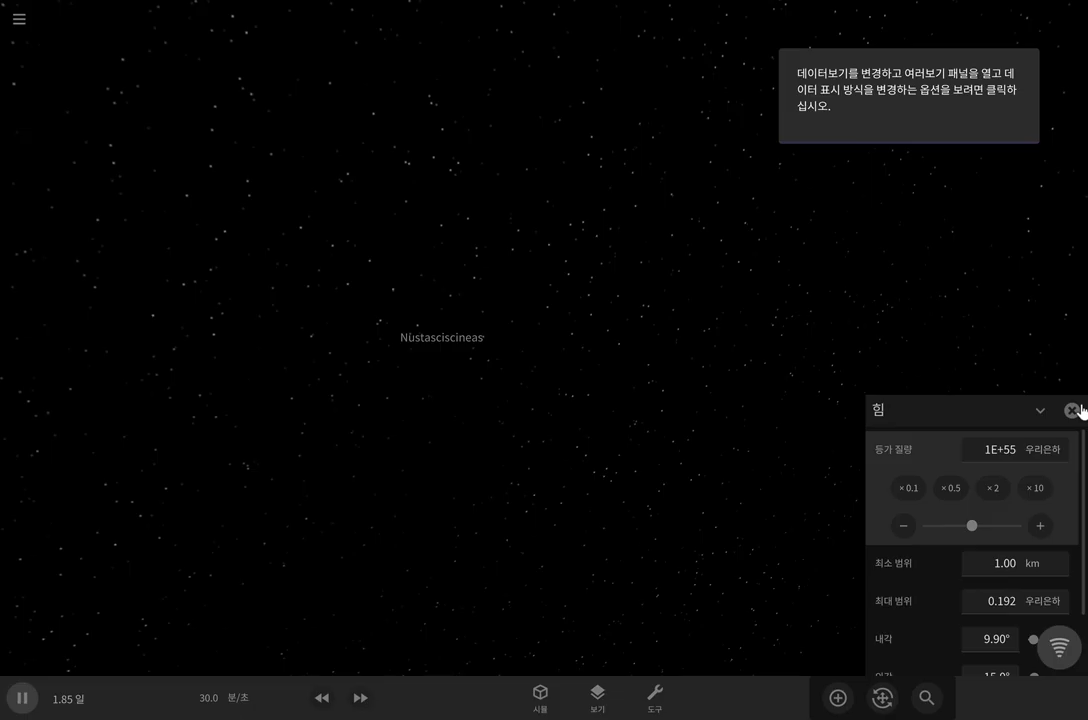 데이터보기를 변경하고 여러보기 패널을 열고 데
이터 표시 방식을 변경하는 옵션을 보려면 클릭하
십시오.
Nustasciscineas
힘
등가 질량 1E+55 우리은하
× 0.1 × 0.5 × 2 × 10
최소 범위 1.00 km
최대 범위 0.192 우리은하
내각 9.90°
1.85 일 30.0 분/초
시뮬 보기 도구